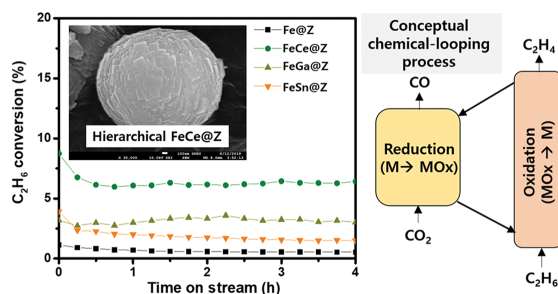 20
15
10
5
0
C₂H₆ conversion (%)
0
1
2
3
4
Time on stream (h)
Fe@Z
FeCe@Z
FeGa@Z
FeSn@Z
Hierarchical FeCe@Z
Conceptual
chemical-looping
process
CO
Reduction
(M→ MOx)
CO₂
C₂H₄
Oxidation
(MOx → M)
C₂H₆